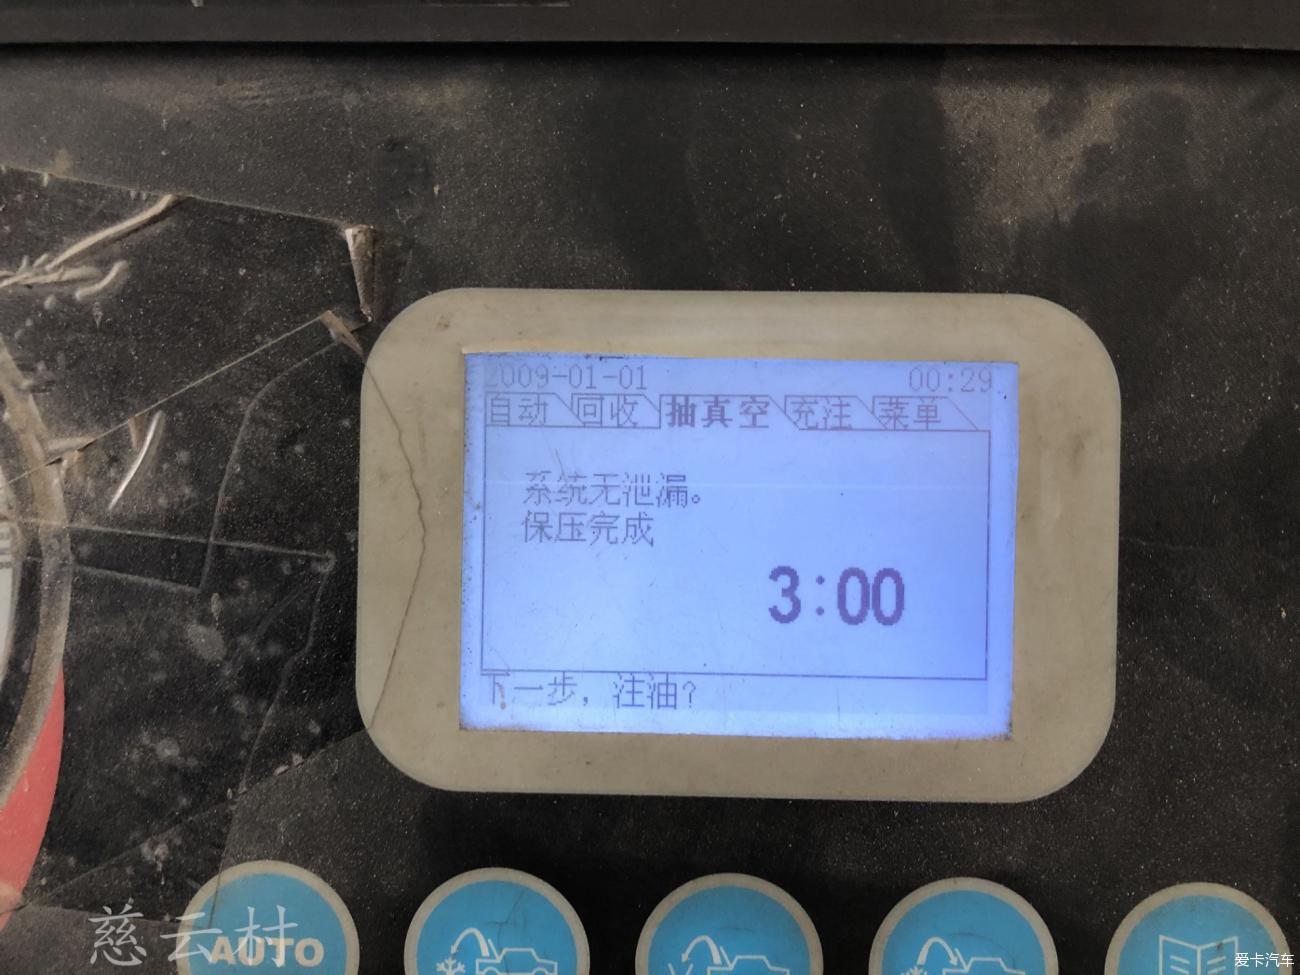 2009-01-01 00:29
自动 回收 抽真空 充注 菜单
系统无泄漏。
保压完成
3:00
下一步，注油？
AUTO
慈云村
爱卡汽车